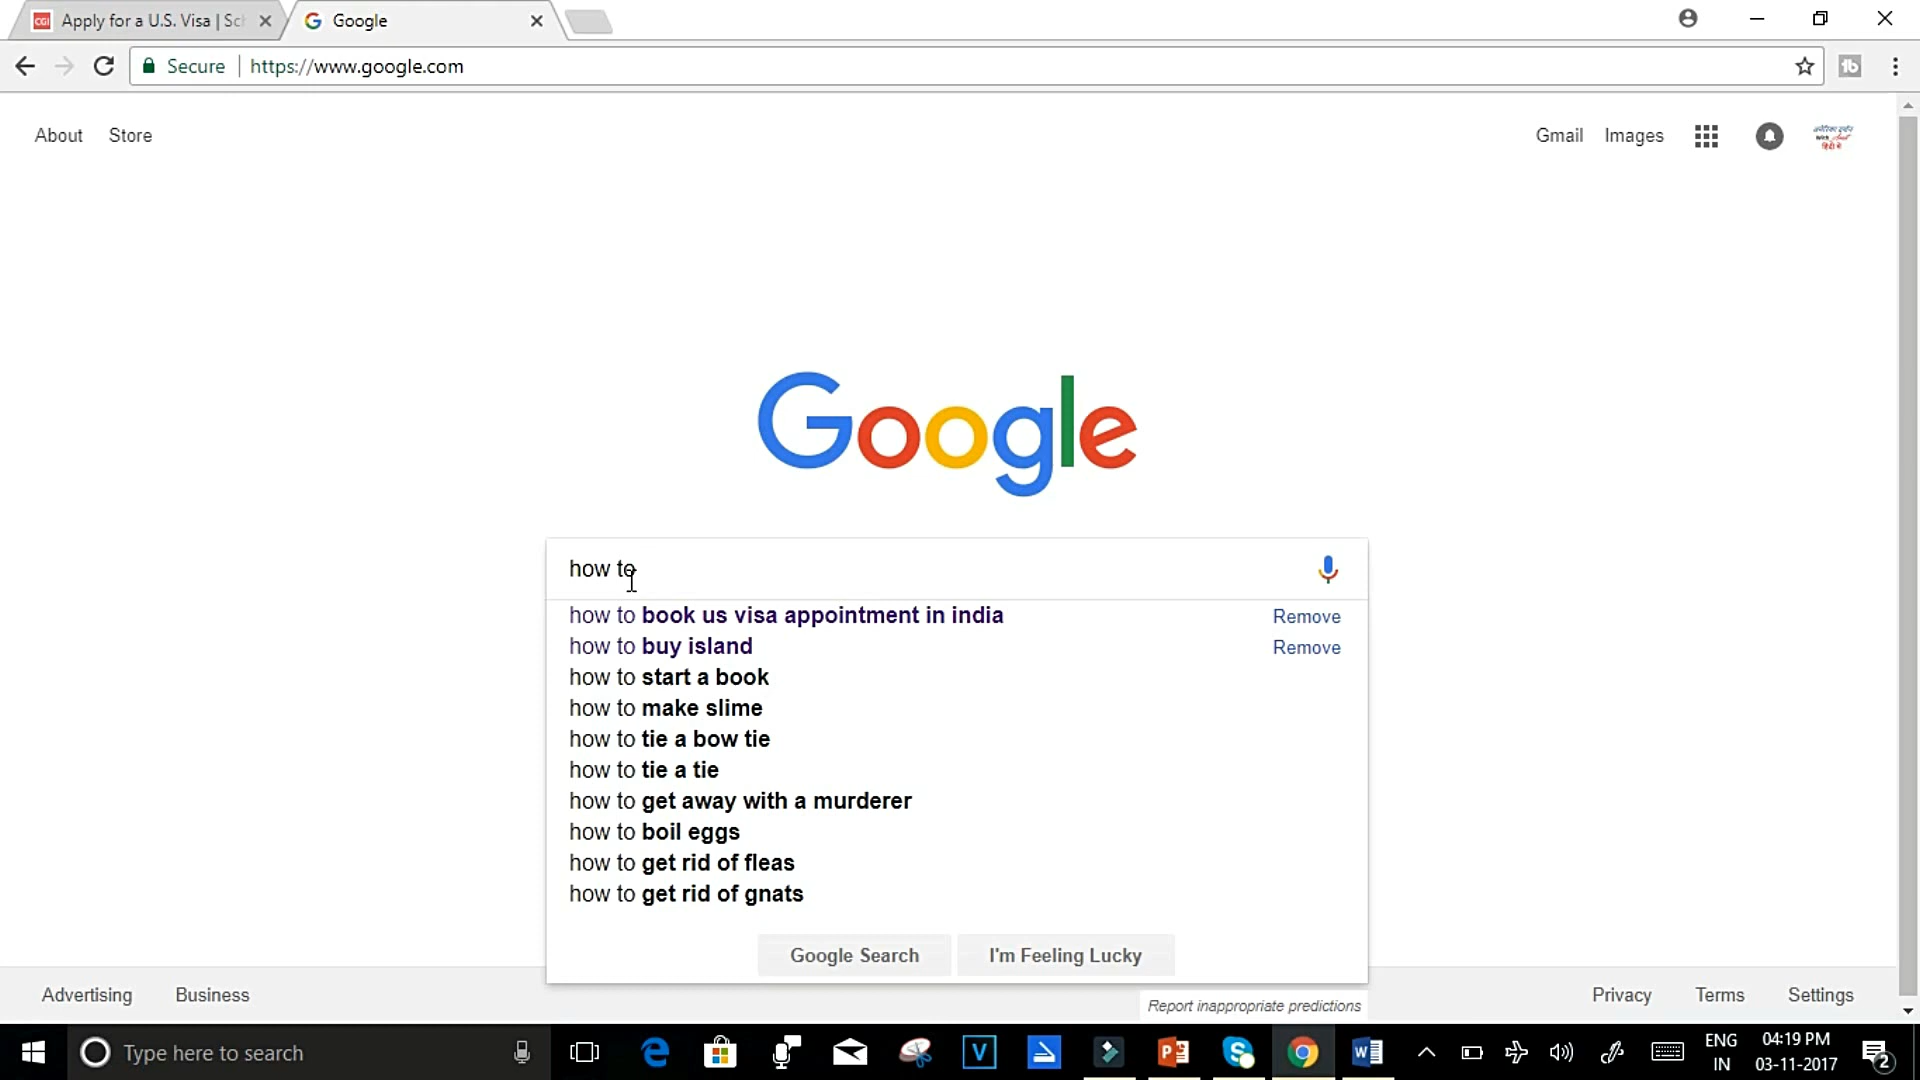 CGI Apply for a U.S. Visa | Sch
Google
Secure https://www.google.com
About Store
Gmail Images
Google
how to
how to book us visa appointment in india Remove
how to buy island Remove
how to start a book
how to make slime
how to tie a bow tie
how to tie a tie
how to get away with a murderer
how to boil eggs
how to get rid of fleas
how to get rid of gnats
Google Search I'm Feeling Lucky
Report inappropriate predictions
Advertising Business
Privacy Terms Settings
Type here to search
ENG
IN
04:19 PM
03-11-2017
2